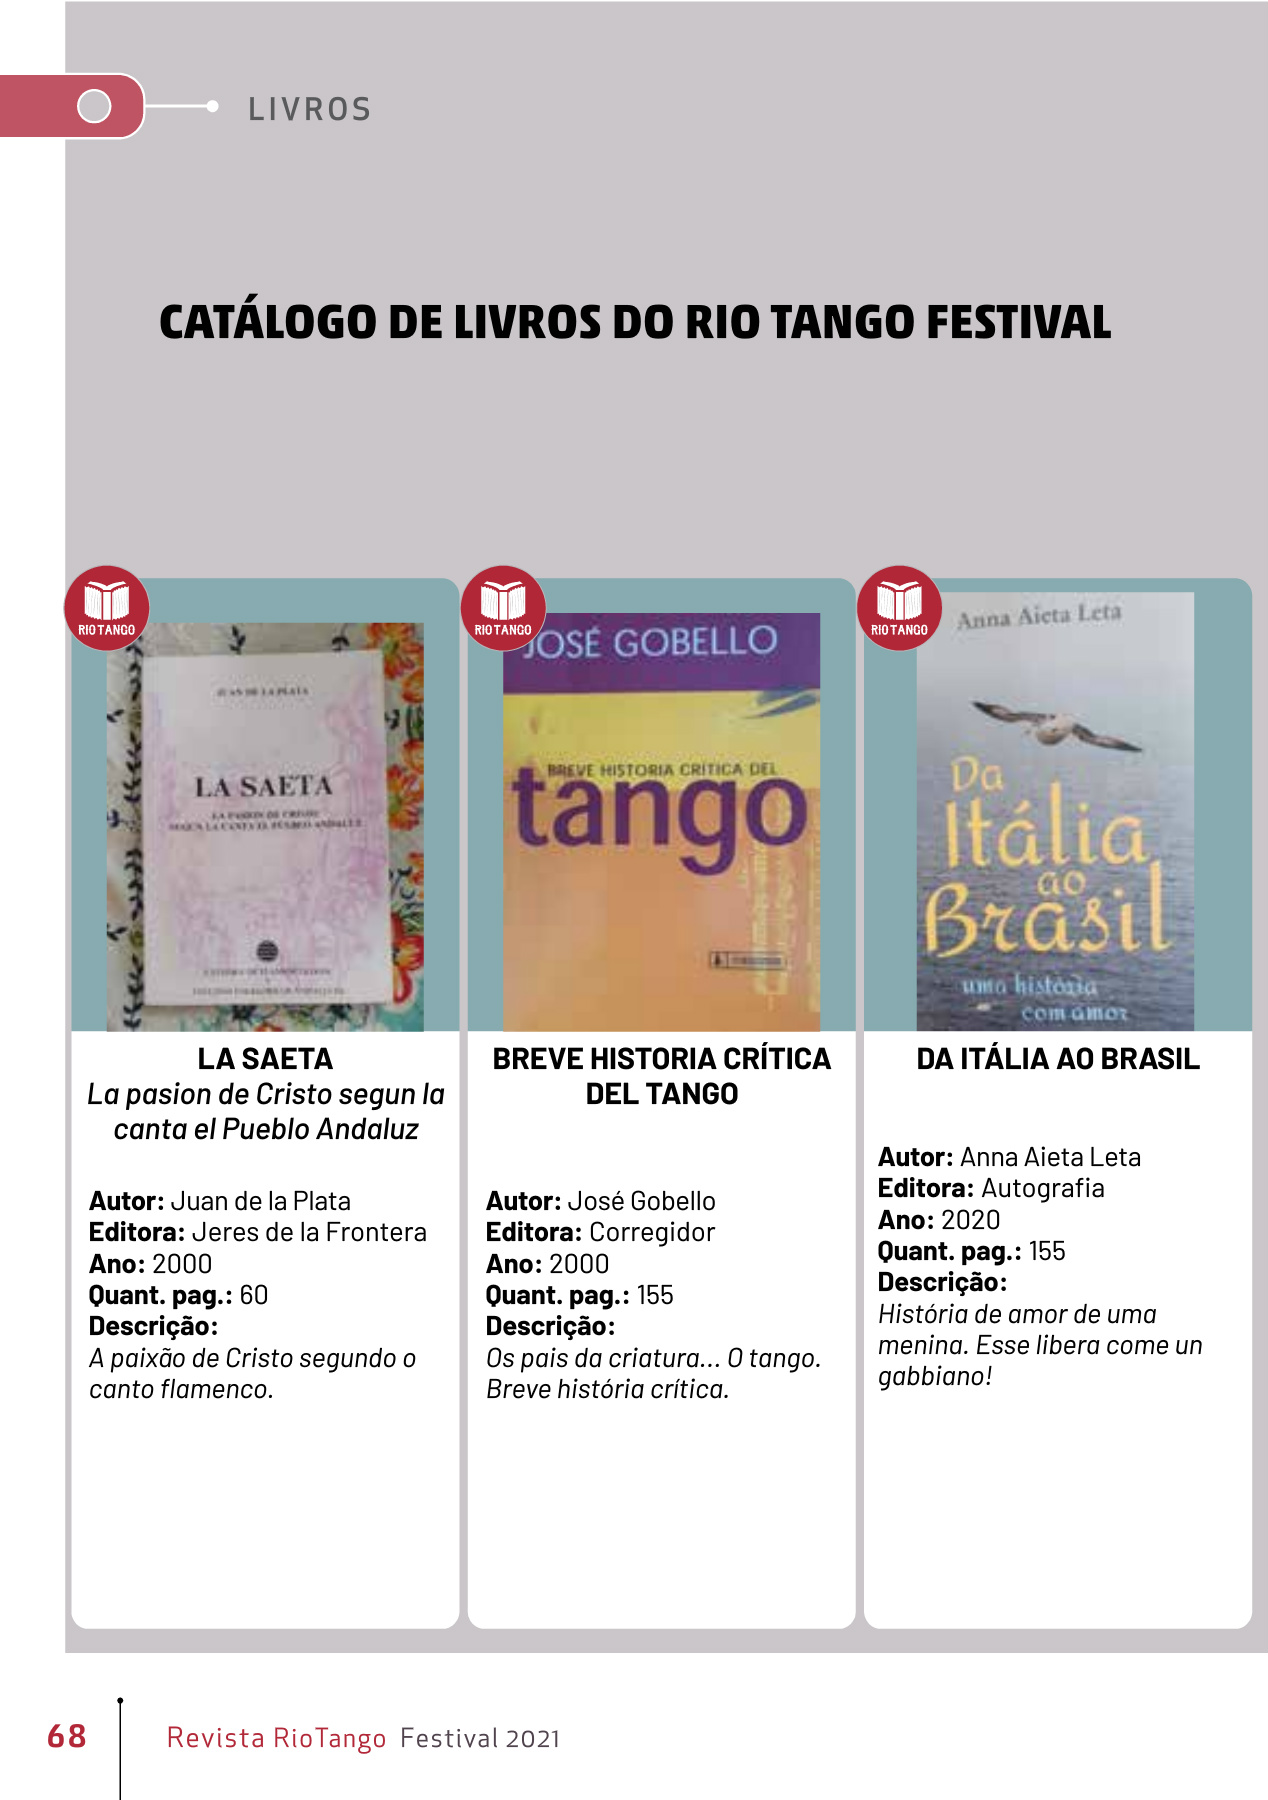 LIVROS
CATÁLOGO DE LIVROS DO RIO TANGO FESTIVAL
RIO TANGO
JUAN DE LA PLATA
LA SAETA
LA PASION DE CRISTO
SEGUN LA CANTA EL PUEBLO ANDALUZ
LA SAETA
La pasion de Cristo segun la
canta el Pueblo Andaluz
Autor: Juan de la Plata
Editora: Jeres de la Frontera
Ano: 2000
Quant. pag.: 60
Descrição:
A paixão de Cristo segundo o
canto flamenco.
RIO TANGO
JOSÉ GOBELLO
BREVE HISTORIA CRÍTICA DEL
tango
BREVE HISTORIA CRÍTICA
DEL TANGO
Autor: José Gobello
Editora: Corregidor
Ano: 2000
Quant. pag.: 155
Descrição:
Os pais da criatura... O tango.
Breve história crítica.
RIO TANGO
Anna Aieta Leta
Da
Itália
ao
Brasil
uma história
com amor
DA ITÁLIA AO BRASIL
Autor: Anna Aieta Leta
Editora: Autografia
Ano: 2020
Quant. pag.: 155
Descrição:
História de amor de uma
menina. Esse libera come un
gabbiano!
68
Revista RioTango Festival 2021